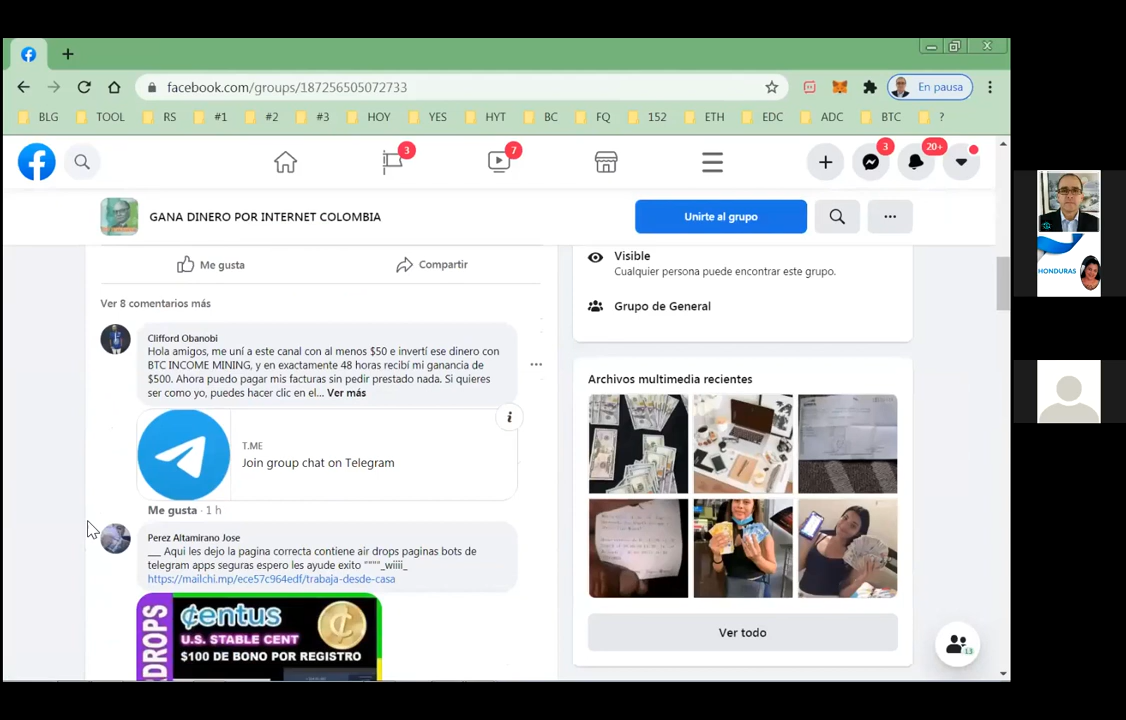 facebook.com/groups/187256505072733
En pausa
BLG TOOL RS #1 #2 #3 HOY YES HYT BC FQ 152 ETH EDC ADC BTC ?
3 7 3 20+
GANA DINERO POR INTERNET COLOMBIA
Unirte al grupo
Me gusta Compartir
Ver 8 comentarios más
Clifford Obanobi
Hola amigos, me uní a este canal con al menos $50 e invertí ese dinero con
BTC INCOME MINING, y en exactamente 48 horas recibí mi ganancia de
$500. Ahora puedo pagar mis facturas sin pedir prestado nada. Si quieres
ser como yo, puedes hacer clic en el... Ver más
T.ME
Join group chat on Telegram
Me gusta · 1 h
Perez Altamirano Jose
___ Aqui les dejo la pagina correcta contiene air drops paginas bots de
telegram apps seguras espero les ayude exito """"_wiiii_
https://mailchi.mp/ece57c964edf/trabaja-desde-casa
DROPS
¢entus
U.S. STABLE CENT
$100 DE BONO POR REGISTRO
Visible
Cualquier persona puede encontrar este grupo.
Grupo de General
Archivos multimedia recientes
Ver todo
13
HONDURAS